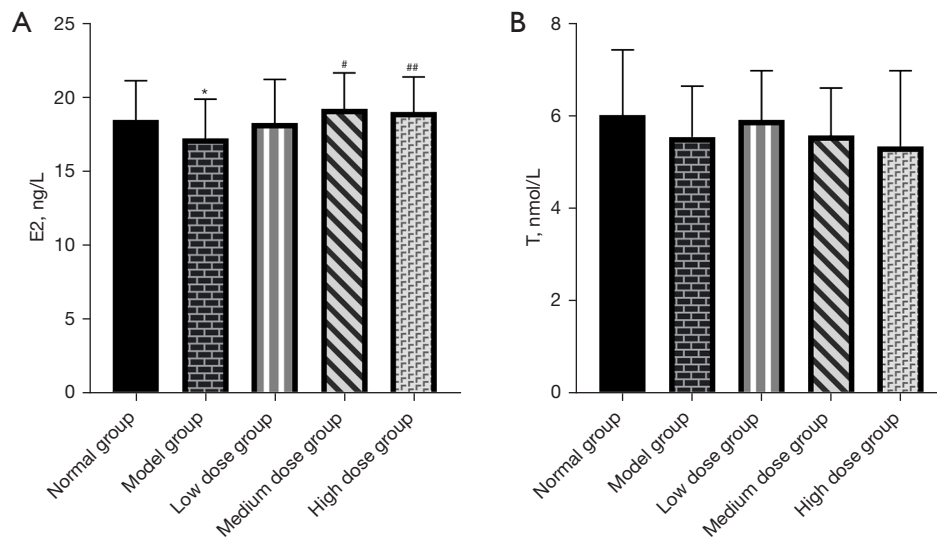 A
E2, ng/L
25
20
15
10
5
0
*
#
##
Normal group
Model group
Low dose group
Medium dose group
High dose group
B
T, nmol/L
8
6
4
2
0
Normal group
Model group
Low dose group
Medium dose group
High dose group